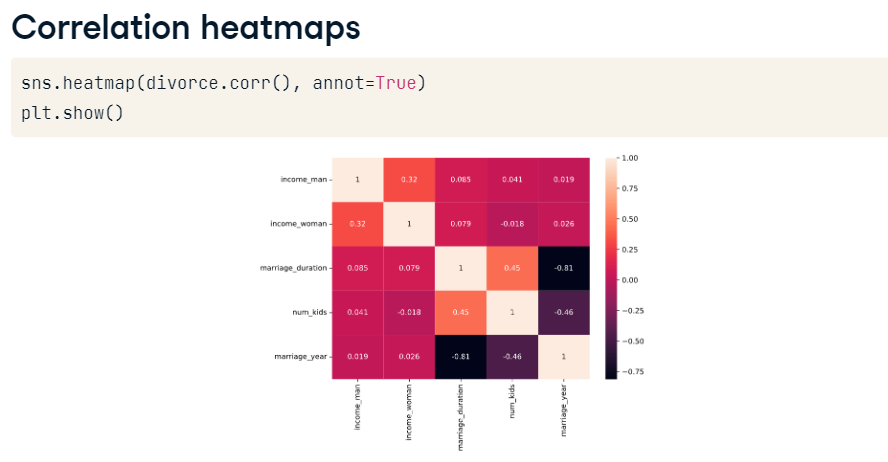 Correlation heatmaps
sns.heatmap(divorce.corr(), annot=True)
plt.show()
income_man 1 0.32 0.085 0.041 0.019
income_woman 0.32 1 0.079 -0.018 0.026
marriage_duration 0.085 0.079 1 0.45 -0.81
num_kids 0.041 -0.018 0.45 1 -0.46
marriage_year 0.019 0.026 -0.81 -0.46 1
income_man income_woman marriage_duration num_kids marriage_year
1.00
0.75
0.50
0.25
0.00
-0.25
-0.50
-0.75